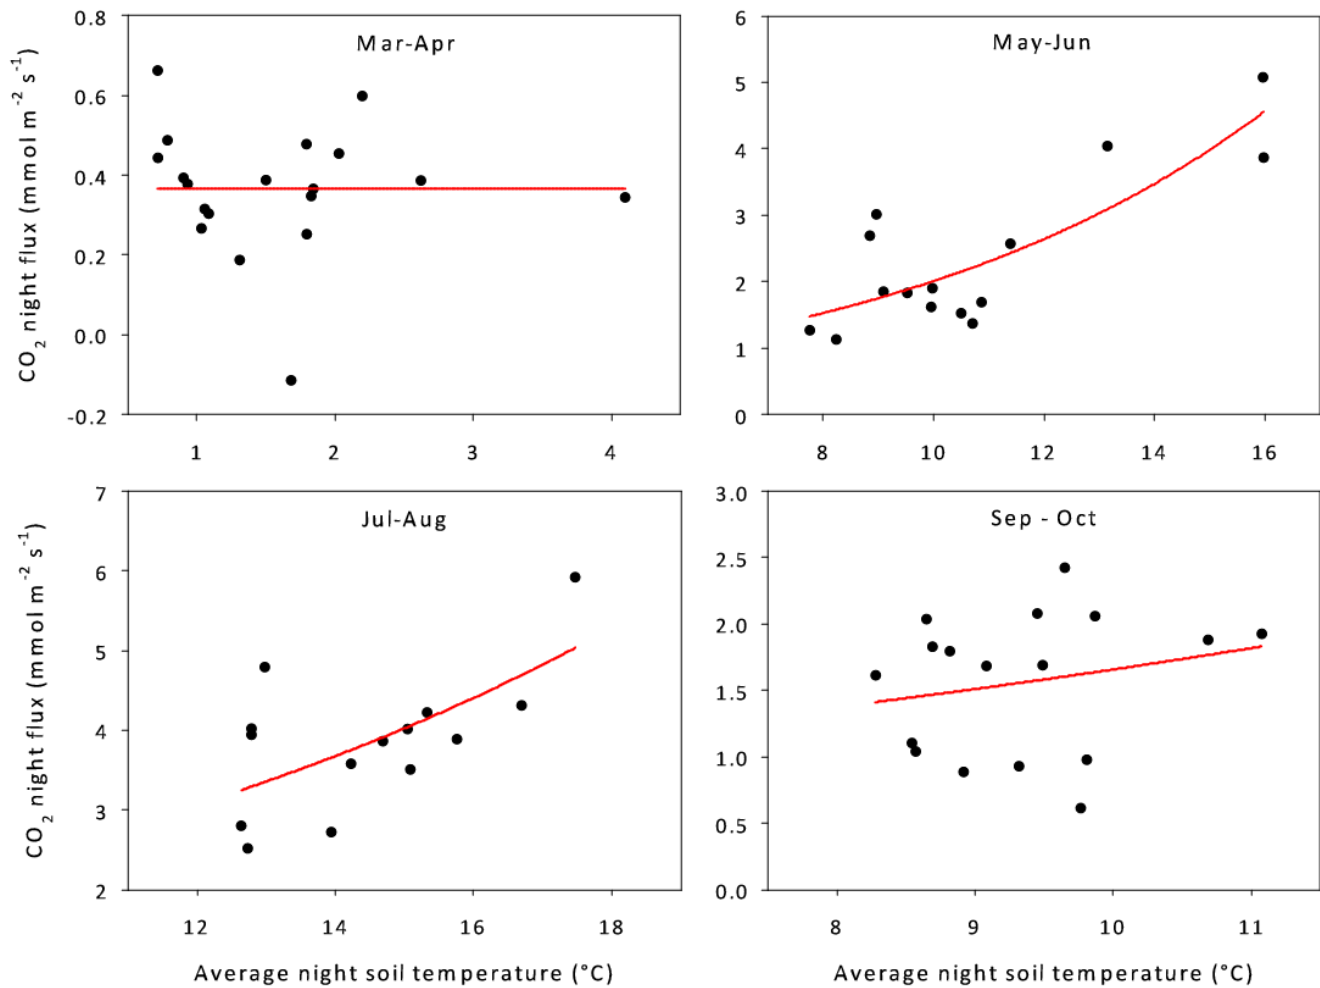 Mar-Apr
CO2 night flux (mmol m-2 s-1)
0.8
0.6
0.4
0.2
0.0
-0.2
1 2 3 4
May-Jun
6
5
4
3
2
1
0
8 10 12 14 16
Jul-Aug
CO2 night flux (mmol m-2 s-1)
7
6
5
4
3
2
12 14 16 18
Average night soil temperature (°C)
Sep - Oct
3.0
2.5
2.0
1.5
1.0
0.5
0.0
8 9 10 11
Average night soil temperature (°C)